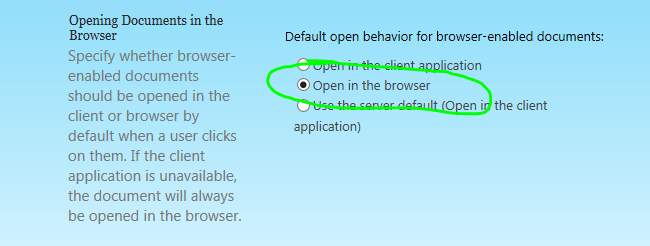 Opening Documents in the
Browser
Specify whether browser-
enabled documents
should be opened in the
client or browser by
default when a user clicks
on them. If the client
application is unavailable,
the document will always
be opened in the browser.
Default open behavior for browser-enabled documents:
Open in the client application
Open in the browser
Use the server default (Open in the client
application)